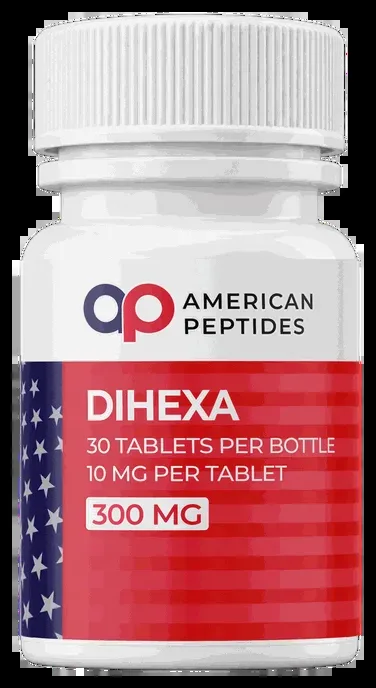 ap AMERICAN
PEPTIDES
DIHEXA
30 TABLETS PER BOTTLE
10 MG PER TABLET
300 MG